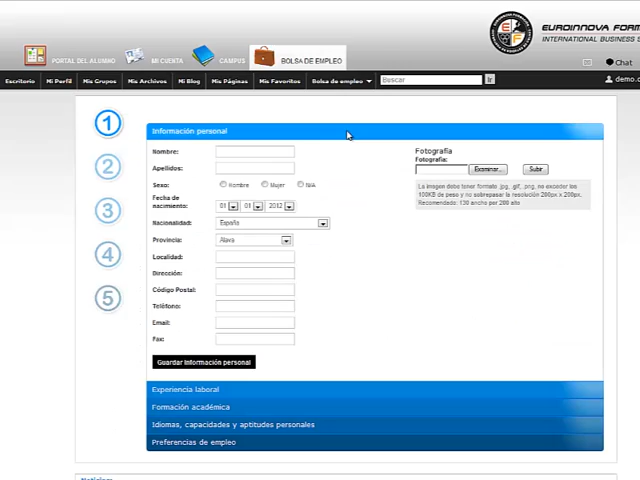 EUROINNOVA FORM
INTERNATIONAL BUSINESS S
PORTAL DEL ALUMNO MI CUENTA CAMPUS BOLSA DE EMPLEO
Chat
Escritorio Mi Perfil Mis Grupos Mis Archivos Mi Blog Mis Páginas Mis Favoritos Bolsa de empleo Buscar Ir demo.c
1
Información personal
2
3
4
5
Nombre:
Apellidos:
Sexo: Hombre Mujer N/A
Fecha de
nacimiento: 01 01 2012
Nacionalidad: España
Provincia: Alava
Localidad:
Dirección:
Código Postal:
Teléfono:
Email:
Fax:
Guardar información personal
Fotografía
Fotografía:
Examinar... Subir
La imagen debe tener formato .jpg, .gif, .png, no exceder los
100KB de peso y no sobrepasar la resolución 200px x 200px.
Recomendado: 130 ancho por 200 alto
Experiencia laboral
Formación académica
Idiomas, capacidades y aptitudes personales
Preferencias de empleo
Noticias: